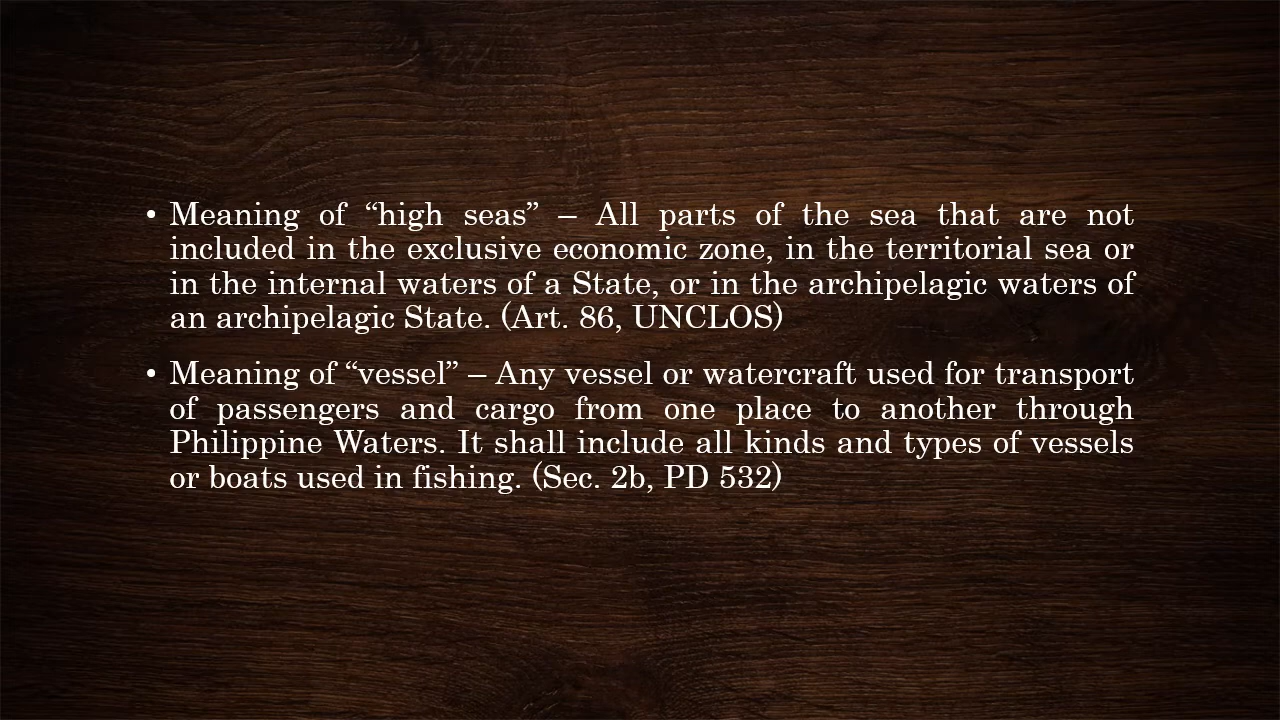 • Meaning of “high seas” – All parts of the sea that are not
included in the exclusive economic zone, in the territorial sea or
in the internal waters of a State, or in the archipelagic waters of
an archipelagic State. (Art. 86, UNCLOS)
• Meaning of “vessel” – Any vessel or watercraft used for transport
of passengers and cargo from one place to another through
Philippine Waters. It shall include all kinds and types of vessels
or boats used in fishing. (Sec. 2b, PD 532)